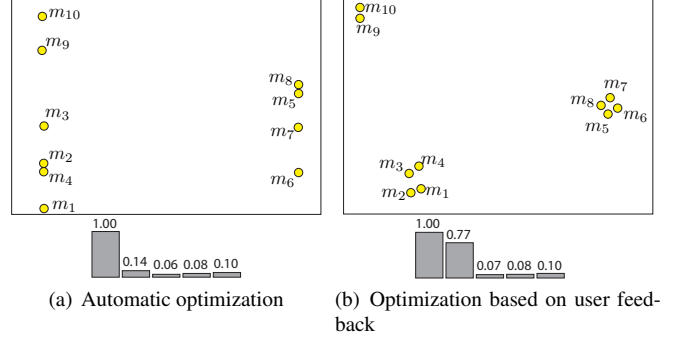 m10
m9
m3
m2
m4
m1
m8
m5
m7
m6
1.00
0.14 0.06 0.08 0.10
(a) Automatic optimization
m10
m9
m7
m8
m6
m5
m3 m4
m2 m1
1.00
0.77
0.07 0.08 0.10
(b) Optimization based on user feed-
back